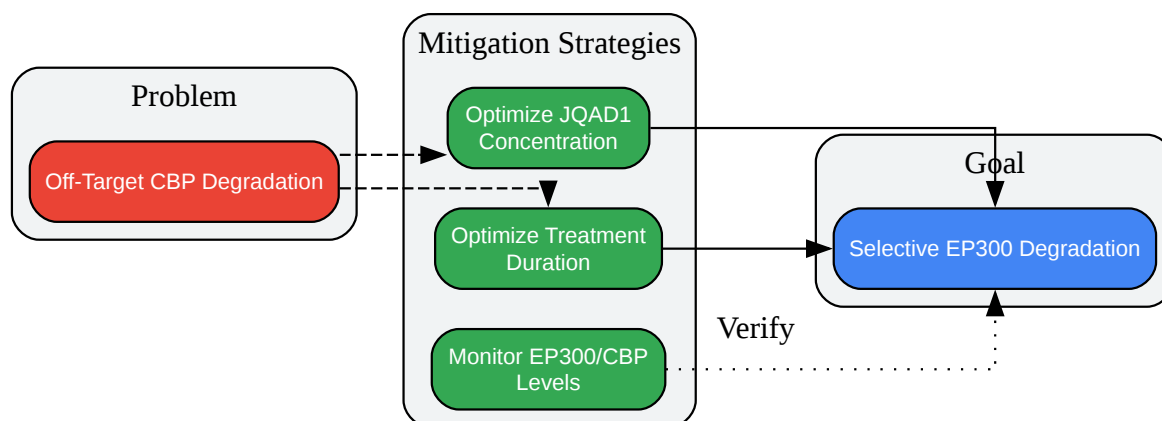 Problem
Off-Target CBP Degradation
Mitigation Strategies
Optimize JQAD1
Concentration
Optimize Treatment
Duration
Monitor EP300/CBP
Levels
Verify
Goal
Selective EP300 Degradation